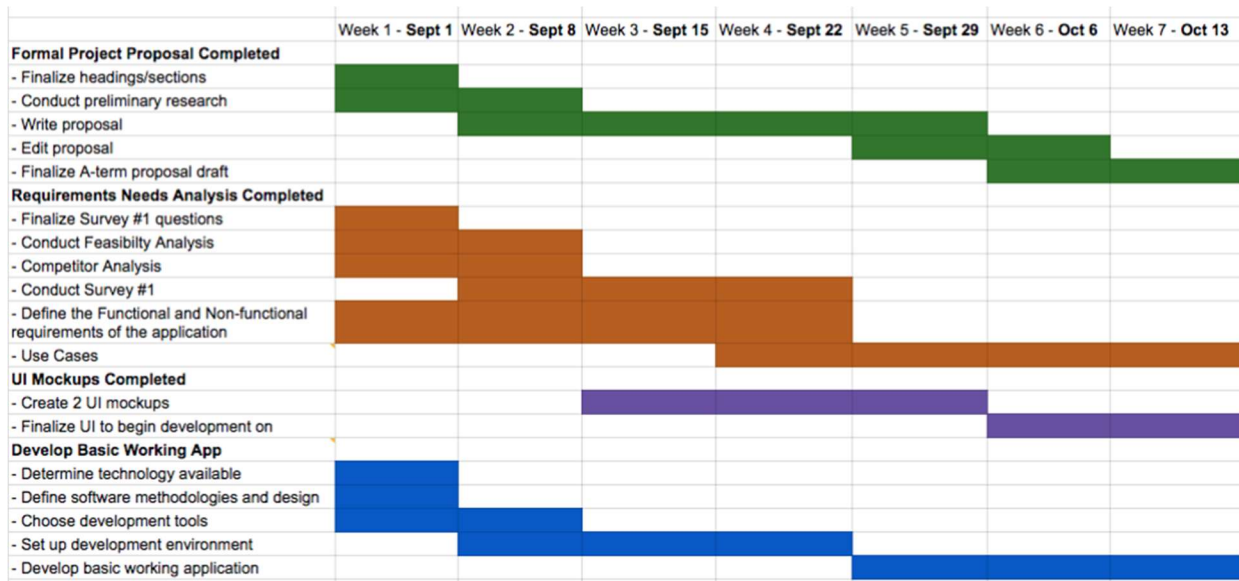 Week 1 - Sept 1 Week 2 - Sept 8 Week 3 - Sept 15 Week 4 - Sept 22 Week 5 - Sept 29 Week 6 - Oct 6 Week 7 - Oct 13
Formal Project Proposal Completed
- Finalize headings/sections
- Conduct preliminary research
- Write proposal
- Edit proposal
- Finalize A-term proposal draft
Requirements Needs Analysis Completed
- Finalize Survey #1 questions
- Conduct Feasibilty Analysis
- Competitor Analysis
- Conduct Survey #1
- Define the Functional and Non-functional
requirements of the application
- Use Cases
UI Mockups Completed
- Create 2 UI mockups
- Finalize UI to begin development on
Develop Basic Working App
- Determine technology available
- Define software methodologies and design
- Choose development tools
- Set up development environment
- Develop basic working application